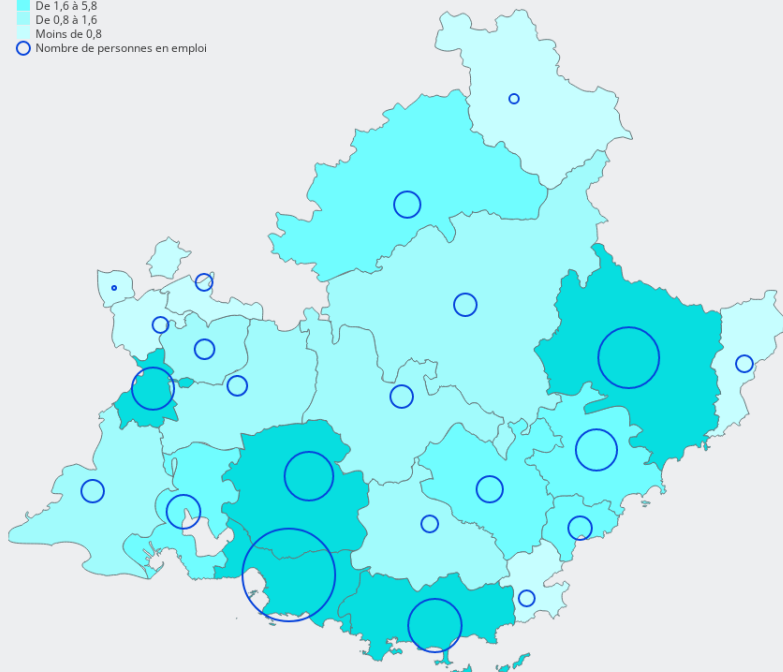 De 1,6 à 5,8
De 0,8 à 1,6
Moins de 0,8
Nombre de personnes en emploi